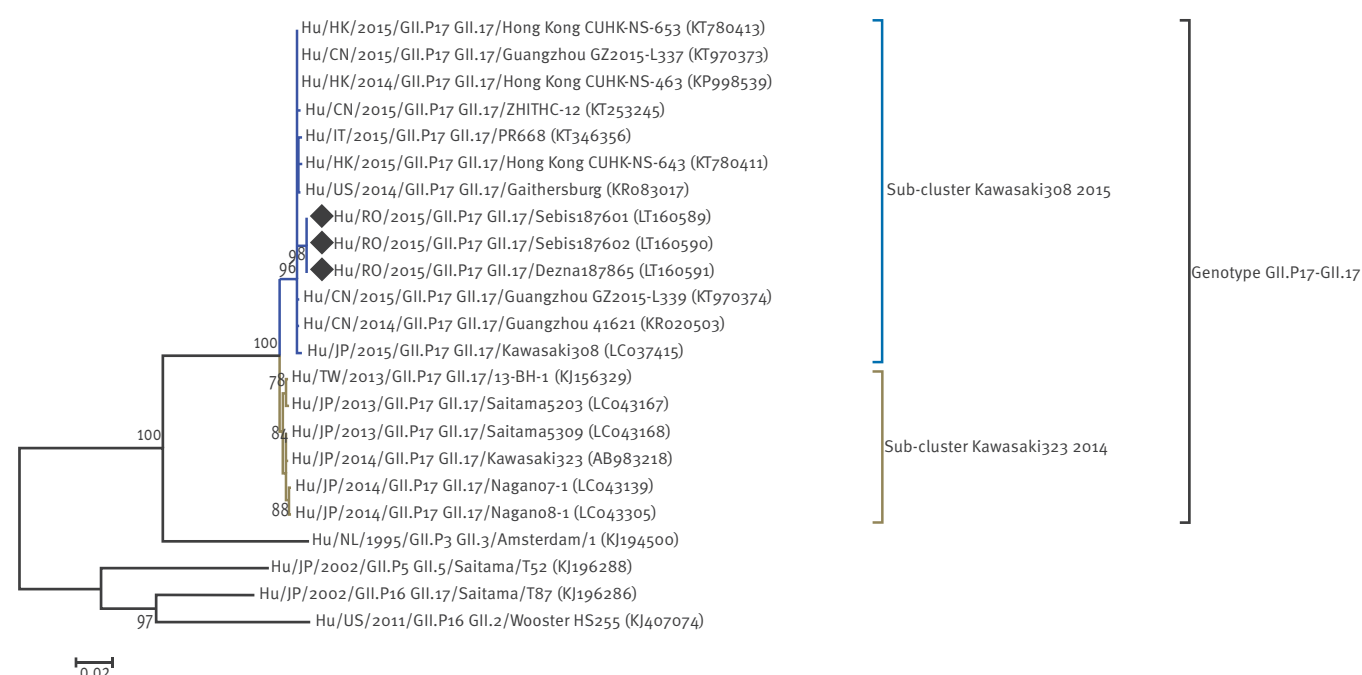 Hu/HK/2015/GII.P17 GII.17/Hong Kong CUHK-NS-653 (KT780413)
Hu/CN/2015/GII.P17 GII.17/Guangzhou GZ2015-L337 (KT970373)
Hu/HK/2014/GII.P17 GII.17/Hong Kong CUHK-NS-463 (KP998539)
Hu/CN/2015/GII.P17 GII.17/ZHITHC-12 (KT253245)
Hu/IT/2015/GII.P17 GII.17/PR668 (KT346356)
Hu/HK/2015/GII.P17 GII.17/Hong Kong CUHK-NS-643 (KT780411)
Hu/US/2014/GII.P17 GII.17/Gaithersburg (KR083017)
Sub-cluster Kawasaki308 2015
Hu/RO/2015/GII.P17 GII.17/Sebis187601 (LT160589)
Hu/RO/2015/GII.P17 GII.17/Sebis187602 (LT160590)
98
96
Hu/RO/2015/GII.P17 GII.17/Dezna187865 (LT160591)
Genotype GII.P17-GII.17
Hu/CN/2015/GII.P17 GII.17/Guangzhou GZ2015-L339 (KT970374)
Hu/CN/2014/GII.P17 GII.17/Guangzhou 41621 (KR020503)
100
Hu/JP/2015/GII.P17 GII.17/Kawasaki308 (LC037415)
78
Hu/TW/2013/GII.P17 GII.17/13-BH-1 (KJ156329)
Hu/JP/2013/GII.P17 GII.17/Saitama5203 (LC043167)
100
84
Hu/JP/2013/GII.P17 GII.17/Saitama5309 (LC043168)
Sub-cluster Kawasaki323 2014
Hu/JP/2014/GII.P17 GII.17/Kawasaki323 (AB983218)
Hu/JP/2014/GII.P17 GII.17/Nagano7-1 (LC043139)
88
Hu/JP/2014/GII.P17 GII.17/Nagano8-1 (LC043305)
Hu/NL/1995/GII.P3 GII.3/Amsterdam/1 (KJ194500)
Hu/JP/2002/GII.P5 GII.5/Saitama/T52 (KJ196288)
Hu/JP/2002/GII.P16 GII.17/Saitama/T87 (KJ196286)
97
Hu/US/2011/GII.P16 GII.2/Wooster HS255 (KJ407074)
0.02